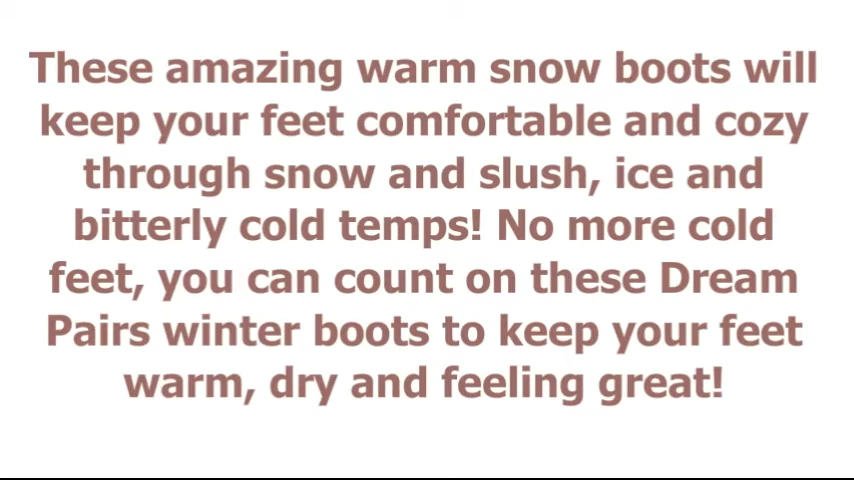 These amazing warm snow boots will
keep your feet comfortable and cozy
through snow and slush, ice and
bitterly cold temps! No more cold
feet, you can count on these Dream
Pairs winter boots to keep your feet
warm, dry and feeling great!